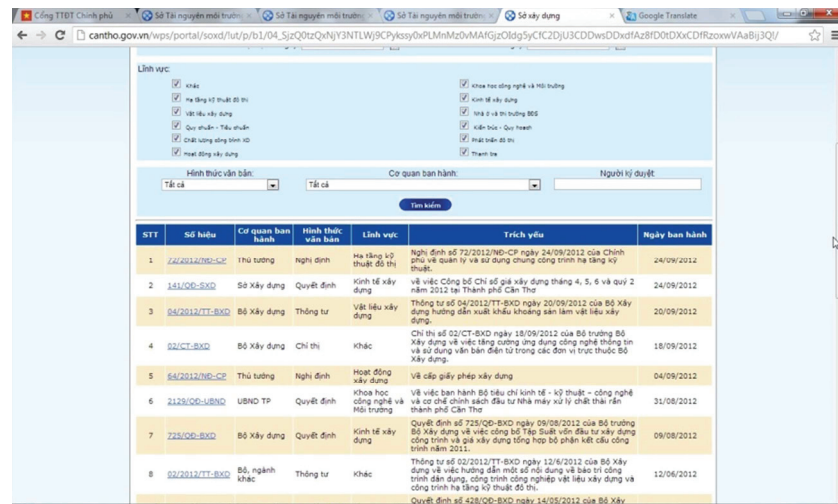 Cổng TTĐT Chính phủ
Sở Tài nguyên môi trườn
Sở Tài nguyên môi trườn
Sở Tài nguyên môi trườn
Sở xây dựng
Google Translate
Lĩnh vực:
Khác
Khoa học công nghệ và Môi trường
Hạ tầng kỹ thuật đô thị
Kinh tế xây dựng
Vật liệu xây dựng
Nhà ở và thị trường BĐS
Quy chuẩn - Tiêu chuẩn
Kiến trúc - Quy hoạch
Chất lượng công trình XD
Phát triển đô thị
Hoạt động xây dựng
Thanh tra
Hình thức văn bản:
Cơ quan ban hành:
Người ký duyệt:
Tất cả
Tất cả
Tìm kiếm
STT Số hiệu Cơ quan ban hành Hình thức văn bản Lĩnh vực Trích yếu Ngày ban hành
1 72/2012/NĐ-CP Thủ tướng Nghị định Hạ tầng kỹ thuật đô thị
Nghị định số 72/2012/NĐ-CP ngày 24/09/2012 của Chính
phủ về quản lý và sử dụng chung công trình hạ tầng kỹ
thuật.
24/09/2012
2 141/QĐ-SXD Sở Xây dựng Quyết định Kinh tế xây dựng
về việc Công bố Chỉ số giá xây dựng tháng 4, 5, 6 và quý 2
năm 2012 tại Thành phố Cần Thơ
24/09/2012
3 04/2012/TT-BXD Bộ Xây dựng Thông tư Vật liệu xây dựng
Thông tư số 04/2012/TT-BXD ngày 20/09/2012 của Bộ Xây
dựng hướng dẫn xuất khẩu khoáng sản làm vật liệu xây
dựng.
20/09/2012
4 02/CT-BXD Bộ Xây dựng Chỉ thị Khác
Chỉ thị số 02/CT-BXD ngày 18/09/2012 của Bộ trưởng Bộ
Xây dựng về việc tăng cường ứng dụng công nghệ thông tin
và sử dụng văn bản điện tử trong các đơn vị trực thuộc Bộ
Xây dựng.
18/09/2012
5 64/2012/NĐ-CP Thủ tướng Nghị định Hoạt động xây dựng
Về cấp giấy phép xây dựng
04/09/2012
6 2129/QĐ-UBND UBND TP Quyết định Khoa học công nghệ và Môi trường
Về việc ban hành Bộ tiêu chí kinh tế - kỹ thuật – công nghệ
và cơ chế chính sách đầu tư Nhà máy xử lý chất thải rắn
thành phố Cần Thơ
31/08/2012
7 725/QĐ-BXD Bộ Xây dựng Quyết định Kinh tế xây dựng
Quyết định số 725/QĐ-BXD ngày 09/08/2012 của Bộ trưởng
Bộ Xây dựng về việc công bố Tập Suất vốn đầu tư xây dựng
công trình và giá xây dựng tổng hợp bộ phận kết cấu công
trình năm 2011.
09/08/2012
8 02/2012/TT-BXD Bộ, ngành khác Thông tư Khác
Thông tư số 02/2012/TT-BXD ngày 12/6/2012 của Bộ Xây
dựng về việc hướng dẫn một số nội dung về bảo trì công
trình dân dụng, công trình công nghiệp vật liệu xây dựng và
công trình hạ tầng kỹ thuật đô thị.
12/06/2012
Quyết định số 428/QĐ-BXD ngày 14/05/2012 của Bộ Xây